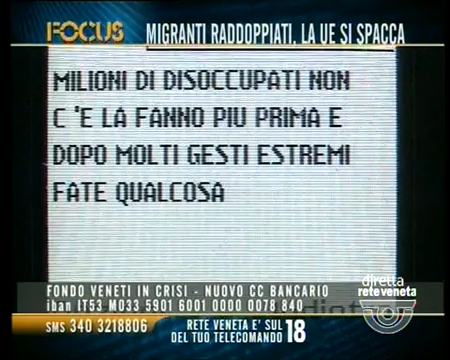 FOCUS MIGRANTI RADDOPPIATI, LA UE SI SPACCA
MILIONI DI DISOCCUPATI NON
C 'E LA FANNO PIU PRIMA E
DOPO MOLTI GESTI ESTREMI
FATE QUALCOSA
diretta
reteveneta
FONDO VENETI IN CRISI - NUOVO CC BANCARIO
iban IT53 M033 5901 6001 0000 0078 840
SMS 340 3218806
RETE VENETA E' SUL 18
DEL TUO TELECOMANDO